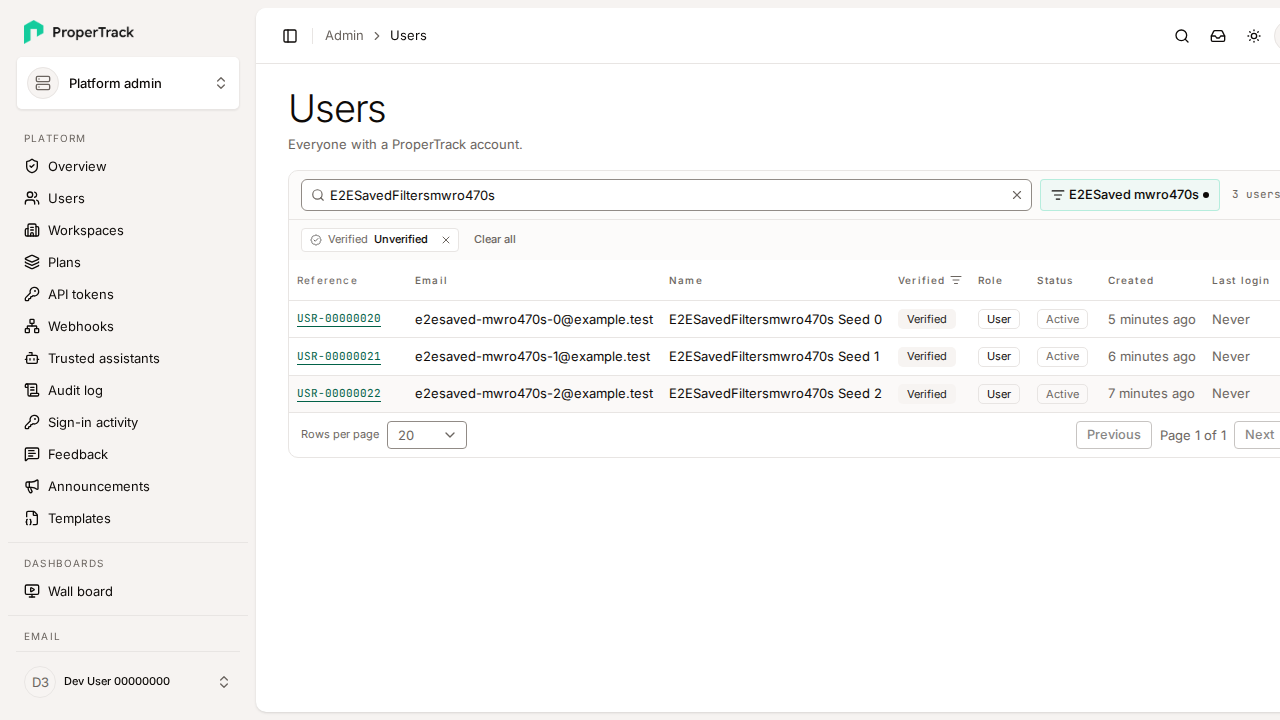 ProperTrack
Platform admin
PLATFORM
Overview
Users
Workspaces
Plans
API tokens
Webhooks
Trusted assistants
Audit log
Sign-in activity
Feedback
Announcements
Templates
DASHBOARDS
Wall board
EMAIL
D3 Dev User 00000000
Admin > Users
Users
Everyone with a ProperTrack account.
E2ESavedFiltersmwro470s E2ESaved mwro470s 3 users
Verified Unverified Clear all
Reference Email Name Verified Role Status Created Last login
USR-00000020 e2esaved-mwro470s-0@example.test E2ESavedFiltersmwro470s Seed 0 Verified User Active 5 minutes ago Never
USR-00000021 e2esaved-mwro470s-1@example.test E2ESavedFiltersmwro470s Seed 1 Verified User Active 6 minutes ago Never
USR-00000022 e2esaved-mwro470s-2@example.test E2ESavedFiltersmwro470s Seed 2 Verified User Active 7 minutes ago Never
Rows per page 20 Previous Page 1 of 1 Next